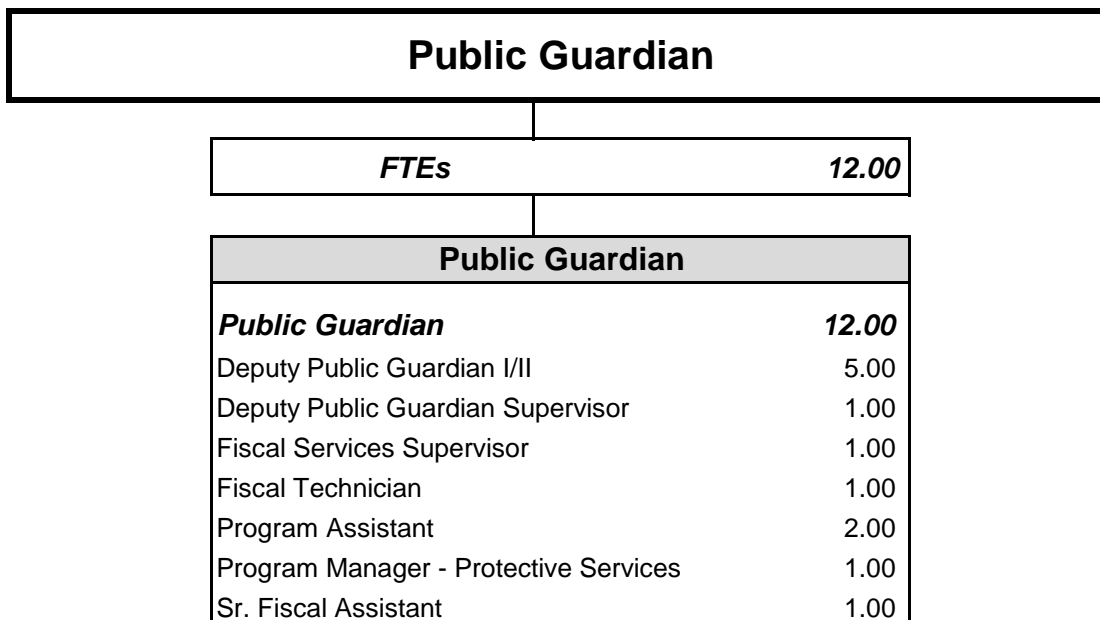 Public Guardian
FTEs 12.00
Public Guardian
Public Guardian 12.00
Deputy Public Guardian I/II 5.00
Deputy Public Guardian Supervisor 1.00
Fiscal Services Supervisor 1.00
Fiscal Technician 1.00
Program Assistant 2.00
Program Manager - Protective Services 1.00
Sr. Fiscal Assistant 1.00